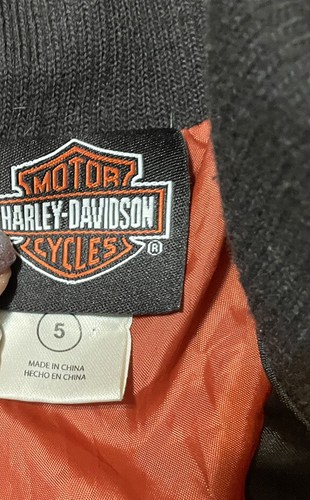 MOTOR
HARLEY-DAVIDSON
CYCLES
®
5
MADE IN CHINA
HECHO EN CHINA